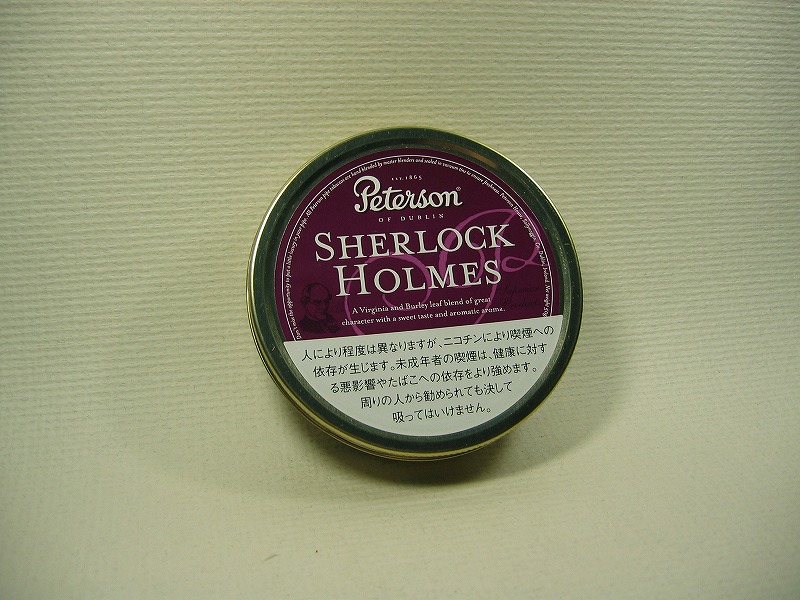 EST. 1865
Peterson®
OF DUBLIN
SHERLOCK
HOLMES
A Virginia and Burley leaf blend of great
character with a sweet taste and aromatic aroma.
人により程度は異なりますが、ニコチンにより喫煙への
依存が生じます。未成年者の喫煙は、健康に対す
る悪影響やたばこへの依存をより強めます。
周りの人から勧められても決して
吸ってはいけません。